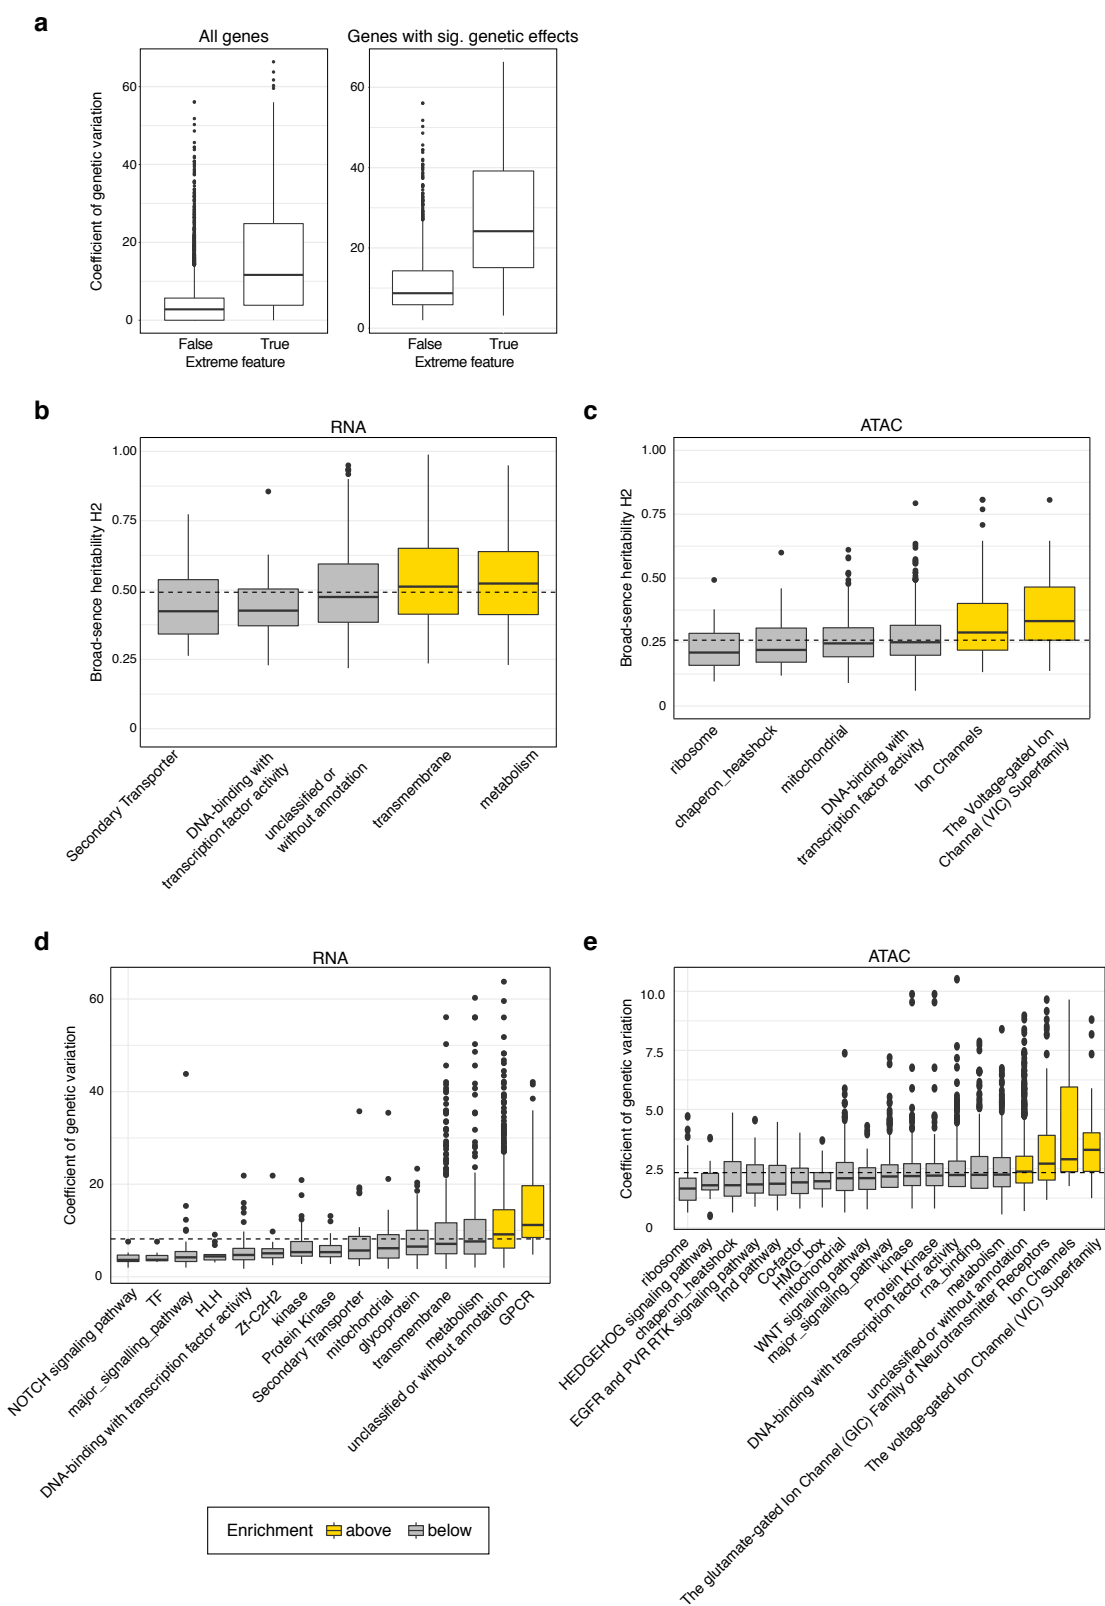 a
All genes
Genes with sig. genetic effects
Coefficient of genetic variation
60
40
20
0
60
40
20
0
False
True
False
True
Extreme feature
Extreme feature
b
RNA
Broad-sence heritability H2
1.00
0.75
0.50
0.25
0
Secondary Transporter
DNA-binding with
transcription factor activity
unclassified or
without annotation
transmembrane
metabolism
c
ATAC
Broad-sence heritability H2
1.00
0.75
0.50
0.25
0
ribosome
chaperon_heatshock
mitochondrial
DNA-binding with
transcription factor activity
Ion Channels
The Voltage-gated Ion
Channel (VIC) Superfamily
d
RNA
Coefficient of genetic variation
60
40
20
0
NOTCH signaling pathway
TF
major_signalling_pathway
HLH
DNA-binding with transcription factor activity
Zf-C2H2
kinase
Protein Kinase
Secondary Transporter
mitochondrial
glycoprotein
transmembrane
metabolism
unclassified or without annotation
GPCR
e
ATAC
Coefficient of genetic variation
10.0
7.5
5.0
2.5
0
ribosome
HEDGEHOG signaling pathway
chaperon_heatshock
EGFR and PVR RTK signaling pathway
Imd pathway
Co-factor
HMG_box
mitochondrial
WNT signaling pathway
major_signalling_pathway
kinase
Protein Kinase
DNA-binding with transcription factor activity
rna_binding
metabolism
unclassified or without annotation
The glutamate-gated Ion Channel (GIC) Family of Neurotransmitter Receptors
Ion Channels
The voltage-gated Ion Channel (VIC) Superfamily
Enrichment
above
below